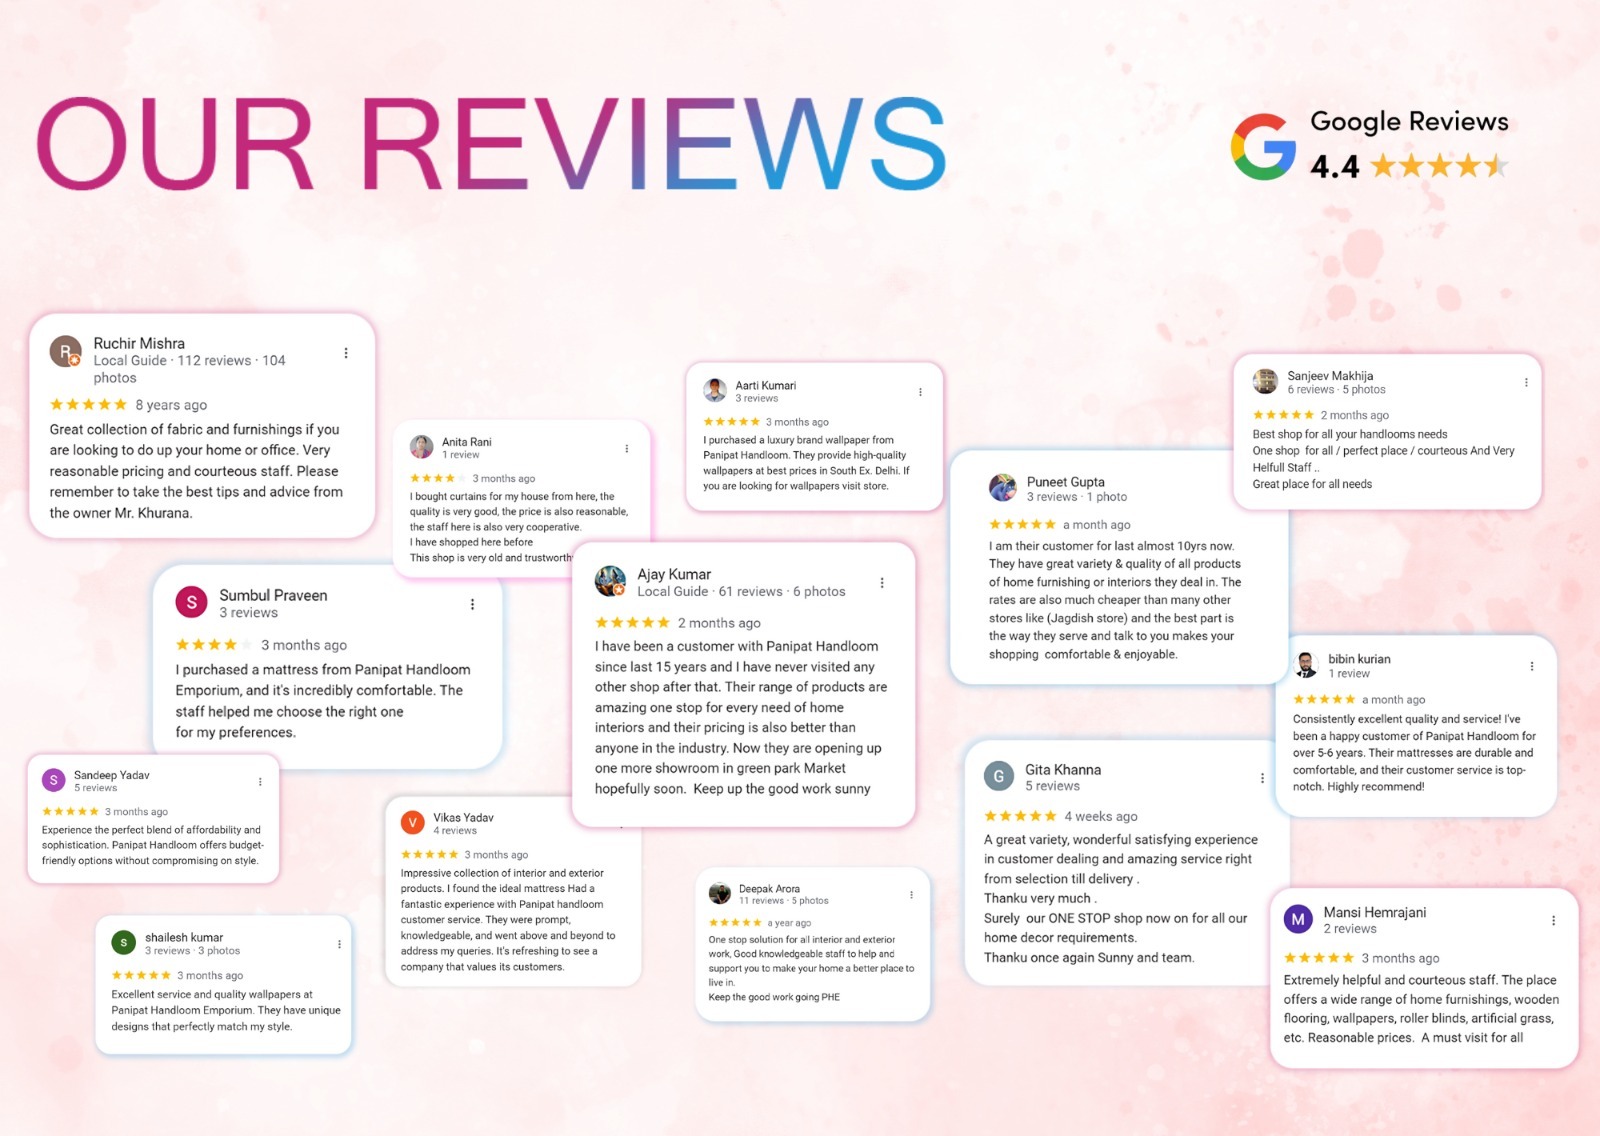 OUR REVIEWS
Google Reviews
4.4
Ruchir Mishra
Local Guide · 112 reviews · 104
photos
8 years ago
Great collection of fabric and furnishings if you
are looking to do up your home or office. Very
reasonable pricing and courteous staff. Please
remember to take the best tips and advice from
the owner Mr. Khurana.
Anita Rani
1 review
3 months ago
I bought curtains for my house from here, the
quality is very good, the price is also reasonable,
the staff here is also very cooperative.
I have shopped here before
This shop is very old and trustworth
Aarti Kumari
3 reviews
3 months ago
I purchased a luxury brand wallpaper from
Panipat Handloom. They provide high-quality
wallpapers at best prices in South Ex. Delhi. If
you are looking for wallpapers visit store.
Puneet Gupta
3 reviews · 1 photo
a month ago
I am their customer for last almost 10yrs now.
They have great variety & quality of all products
of home furnishing or interiors they deal in. The
rates are also much cheaper than many other
stores like (Jagdish store) and the best part is
the way they serve and talk to you makes your
shopping comfortable & enjoyable.
Sanjeev Makhija
6 reviews · 5 photos
2 months ago
Best shop for all your handlooms needs
One shop for all / perfect place / courteous And Very
Helfull Staff ..
Great place for all needs
S
Sumbul Praveen
3 reviews
3 months ago
I purchased a mattress from Panipat Handloom
Emporium, and it's incredibly comfortable. The
staff helped me choose the right one
for my preferences.
Ajay Kumar
Local Guide · 61 reviews · 6 photos
2 months ago
I have been a customer with Panipat Handloom
since last 15 years and I have never visited any
other shop after that. Their range of products are
amazing one stop for every need of home
interiors and their pricing is also better than
anyone in the industry. Now they are opening up
one more showroom in green park Market
hopefully soon. Keep up the good work sunny
bibin kurian
1 review
a month ago
Consistently excellent quality and service! I've
been a happy customer of Panipat Handloom for
over 5-6 years. Their mattresses are durable and
comfortable, and their customer service is top-
notch. Highly recommend!
S
Sandeep Yadav
5 reviews
3 months ago
Experience the perfect blend of affordability and
sophistication. Panipat Handloom offers budget-
friendly options without compromising on style.
V
Vikas Yadav
4 reviews
3 months ago
Impressive collection of interior and exterior
products. I found the ideal mattress Had a
fantastic experience with Panipat handloom
customer service. They were prompt,
knowledgeable, and went above and beyond to
address my queries. It's refreshing to see a
company that values its customers.
G
Gita Khanna
5 reviews
4 weeks ago
A great variety, wonderful satisfying experience
in customer dealing and amazing service right
from selection till delivery .
Thanku very much .
Surely our ONE STOP shop now on for all our
home decor requirements.
Thanku once again Sunny and team.
s
shailesh kumar
3 reviews · 3 photos
3 months ago
Excellent service and quality wallpapers at
Panipat Handloom Emporium. They have unique
designs that perfectly match my style.
Deepak Arora
11 reviews · 5 photos
a year ago
One stop solution for all interior and exterior
work, Good knowledgeable staff to help and
support you to make your home a better place to
live in.
Keep the good work going PHE
M
Mansi Hemrajani
2 reviews
3 months ago
Extremely helpful and courteous staff. The place
offers a wide range of home furnishings, wooden
flooring, wallpapers, roller blinds, artificial grass,
etc. Reasonable prices. A must visit for all